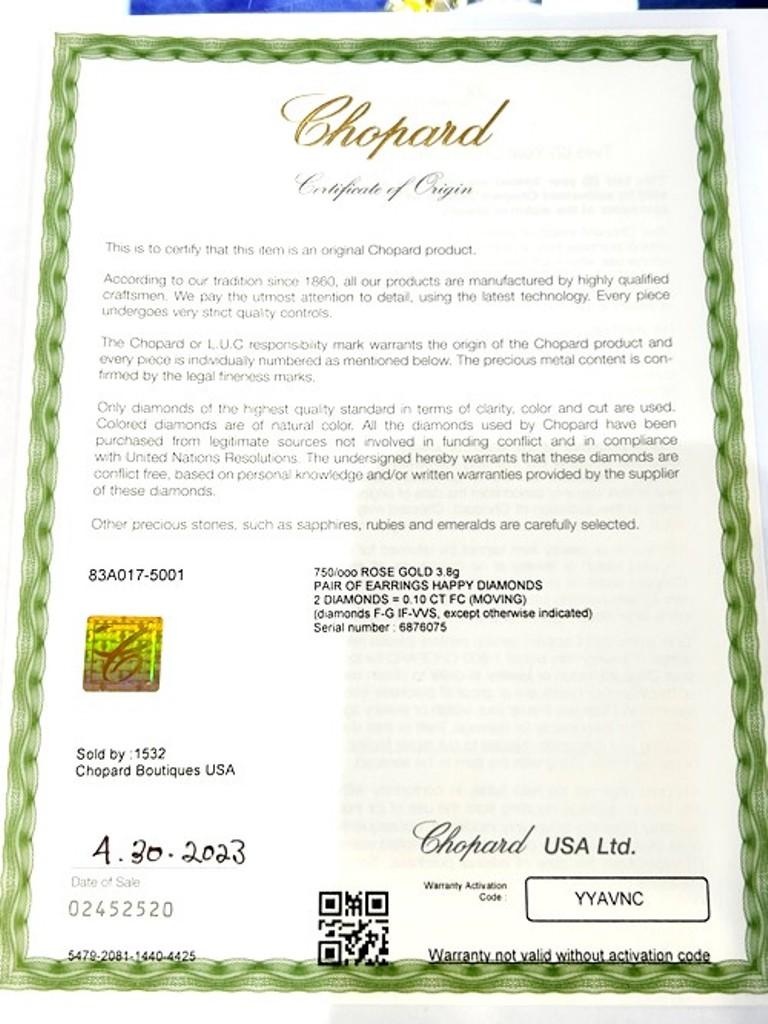 Chopard
Certificate of Origin
This is to certify that this item is an original Chopard product.
According to our tradition since 1860, all our products are manufactured by highly qualified
craftsmen. We pay the utmost attention to detail, using the latest technology. Every piece
undergoes very strict quality controls.
The Chopard or L.U.C responsibility mark warrants the origin of the Chopard product and
every piece is individually numbered as mentioned below. The precious metal content is con-
firmed by the legal fineness marks.
Only diamonds of the highest quality standard in terms of clarity, color and cut are used.
Colored diamonds are of natural color. All the diamonds used by Chopard have been
purchased from legitimate sources not involved in funding conflict and in compliance
with United Nations Resolutions. The undersigned hereby warrants that these diamonds are
conflict free, based on personal knowledge and/or written warranties provided by the supplier
of these diamonds.
Other precious stones, such as sapphires, rubies and emeralds are carefully selected.
83A017-5001
750/ooo ROSE GOLD 3.8g
PAIR OF EARRINGS HAPPY DIAMONDS
2 DIAMONDS = 0.10 CT FC (MOVING)
(diamonds F-G IF-VVS, except otherwise indicated)
Serial number : 6876075
Sold by : 1532
Chopard Boutiques USA
4.30.2023
Date of Sale
02452520
5479-2081-1440-4425
Chopard USA Ltd.
Warranty Activation
Code :
YYAVNC
Warranty not valid without activation code